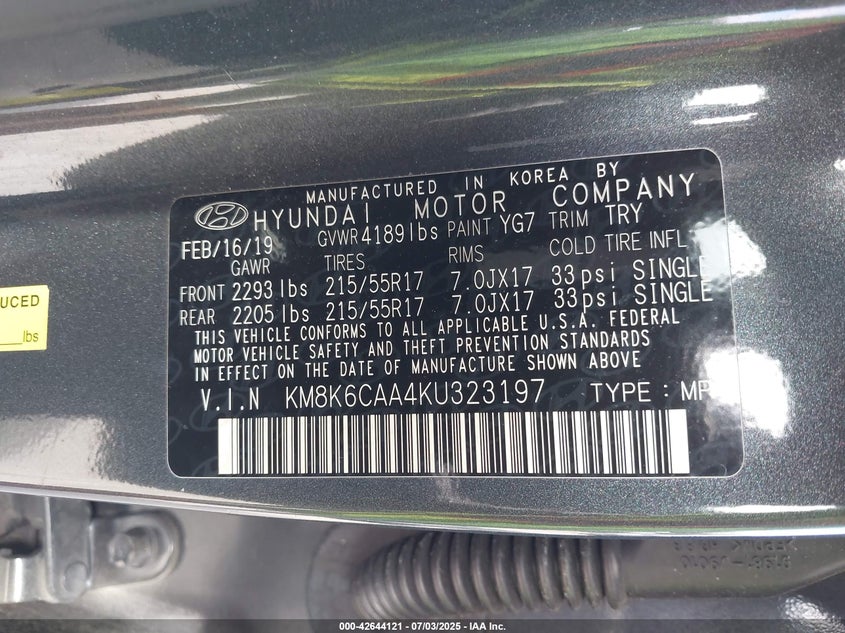 MANUFACTURED IN KOREA BY
HYUNDAI MOTOR COMPANY
FEB/16/19 GVWR 4189lbs PAINT YG7 TRIM TRY
GAWR TIRES RIMS COLD TIRE INFL
FRONT 2293 lbs 215/55R17 7.0JX17 33psi SINGLE
REAR 2205 lbs 215/55R17 7.0JX17 33psi SINGLE
THIS VEHICLE CONFORMS TO ALL APPLICABLE U.S.A. FEDERAL
MOTOR VEHICLE SAFETY AND THEFT PREVENTION STANDARDS
IN EFFECT ON THE DATE OF MANUFACTURE SHOWN ABOVE
V.I.N KM8K6CAA4KU323197 TYPE : MP
UCED
lbs
000-42644121 - 07/03/2025 - IAA Inc.